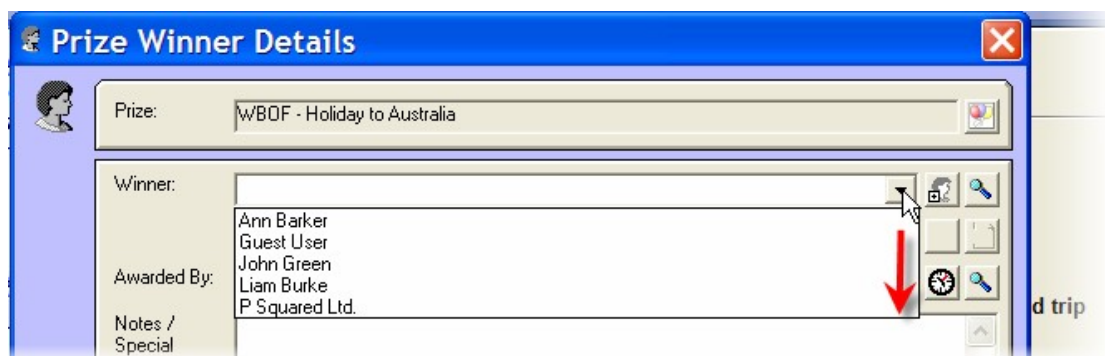 Prize Winner Details
Prize: WBOF - Holiday to Australia
Winner:
Ann Barker
Guest User
John Green
Awarded By: Liam Burke
P Squared Ltd.
d trip
Notes /
Special